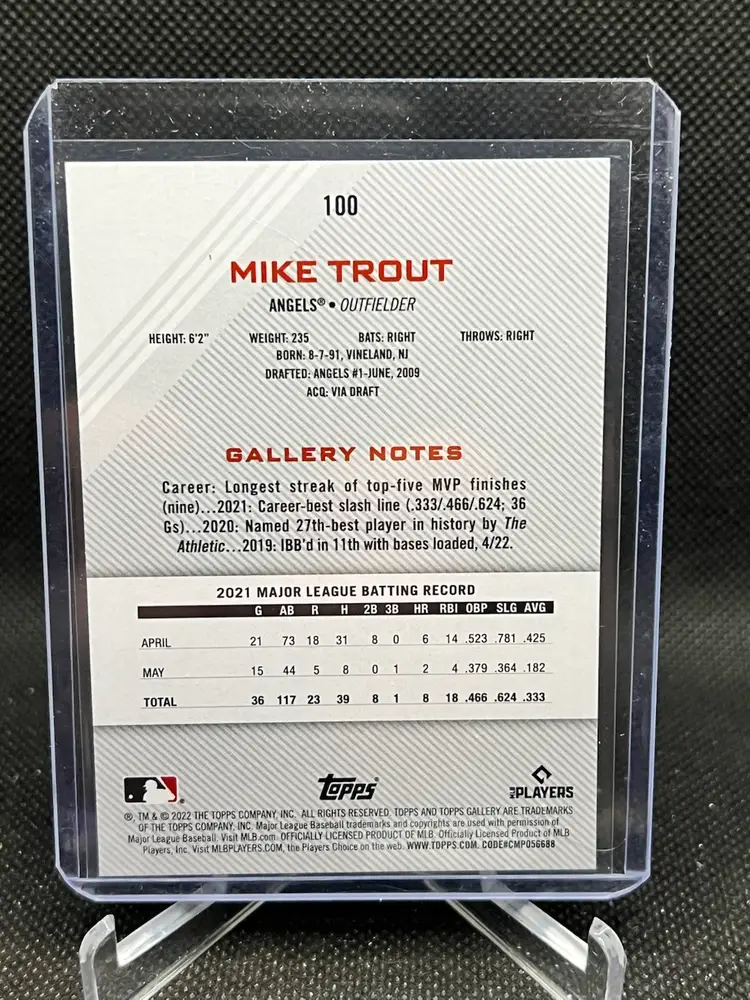 100
MIKE TROUT
ANGELS® • OUTFIELDER
HEIGHT: 6'2" WEIGHT: 235 BATS: RIGHT THROWS: RIGHT
BORN: 8-7-91, VINELAND, NJ
DRAFTED: ANGELS #1-JUNE, 2009
ACQ: VIA DRAFT
GALLERY NOTES
Career: Longest streak of top-five MVP finishes
(nine)...2021: Career-best slash line (.333/.466/.624; 36
Gs)...2020: Named 27th-best player in history by The
Athletic...2019: IBB'd in 11th with bases loaded, 4/22.
2021 MAJOR LEAGUE BATTING RECORD
G AB R H 2B 3B HR RBI OBP SLG AVG
APRIL 21 73 18 31 8 0 6 14 .523 .781 .425
MAY 15 44 5 8 0 1 2 4 .379 .364 .182
TOTAL 36 117 23 39 8 1 8 18 .466 .624 .333
topps
MLB PLAYERS
®, TM & © 2022 THE TOPPS COMPANY, INC. ALL RIGHTS RESERVED. TOPPS AND TOPPS GALLERY ARE TRADEMARKS
OF THE TOPPS COMPANY, INC. Major League Baseball trademarks and copyrights are used with permission of
Major League Baseball. Visit MLB.com. OFFICIALLY LICENSED PRODUCT OF MLB. Officially Licensed Product of MLB
Players, Inc. Visit MLBPLAYERS.COM, the Players Choice on the web. WWW.TOPPS.COM. CODE#CMP056688